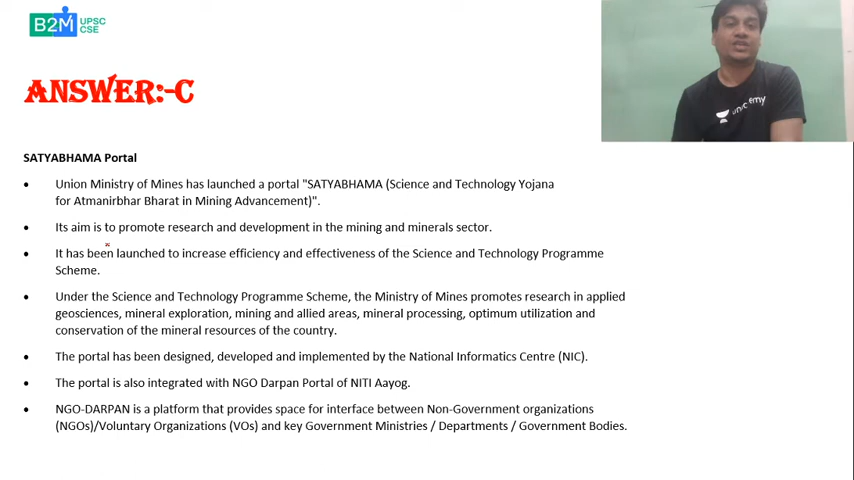 B2M UPSC
CSE
unacademy
ANSWER:-C
SATYABHAMA Portal
• Union Ministry of Mines has launched a portal "SATYABHAMA (Science and Technology Yojana
for Atmanirbhar Bharat in Mining Advancement)".
• Its aim is to promote research and development in the mining and minerals sector.
• It has been launched to increase efficiency and effectiveness of the Science and Technology Programme
Scheme.
• Under the Science and Technology Programme Scheme, the Ministry of Mines promotes research in applied
geosciences, mineral exploration, mining and allied areas, mineral processing, optimum utilization and
conservation of the mineral resources of the country.
• The portal has been designed, developed and implemented by the National Informatics Centre (NIC).
• The portal is also integrated with NGO Darpan Portal of NITI Aayog.
• NGO-DARPAN is a platform that provides space for interface between Non-Government organizations
(NGOs)/Voluntary Organizations (VOs) and key Government Ministries / Departments / Government Bodies.